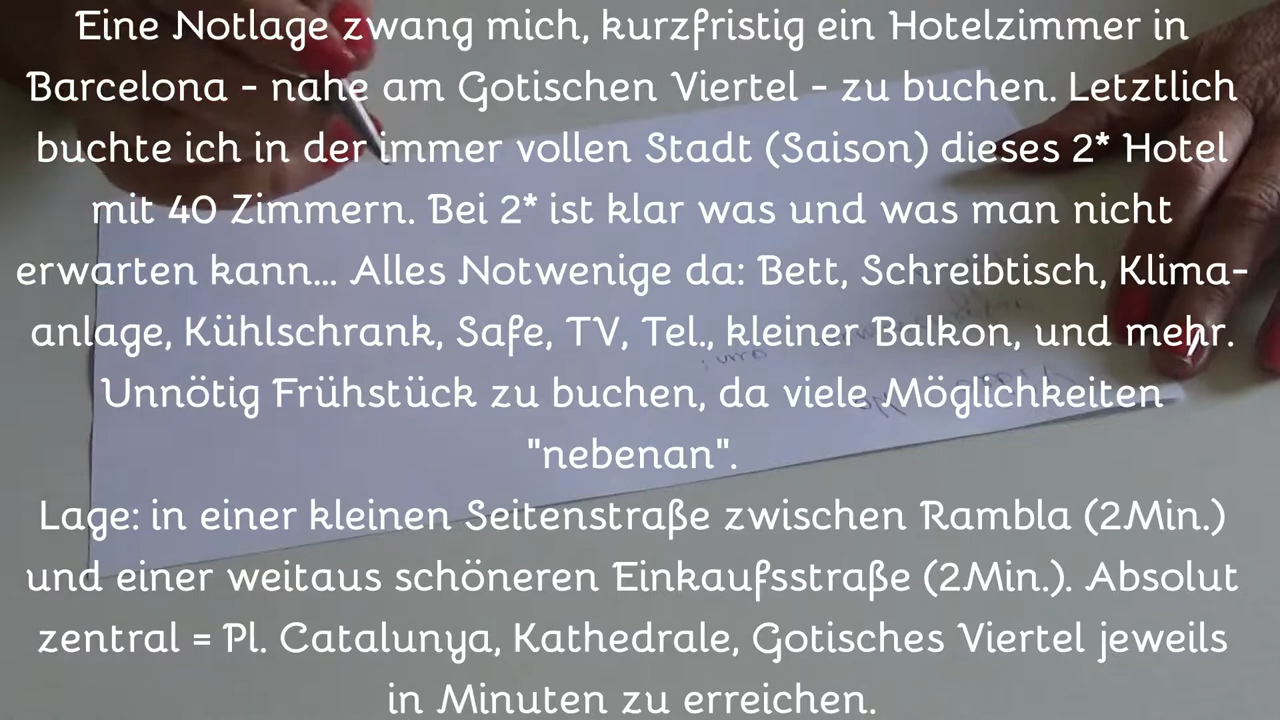 Eine Notlage zwang mich, kurzfristig ein Hotelzimmer in
Barcelona - nahe am Gotischen Viertel - zu buchen. Letztlich
buchte ich in der immer vollen Stadt (Saison) dieses 2* Hotel
mit 40 Zimmern. Bei 2* ist klar was und was man nicht
erwarten kann... Alles Notwenige da: Bett, Schreibtisch, Klima-
anlage, Kühlschrank, Safe, TV, Tel., kleiner Balkon, und mehr.
Unnötig Frühstück zu buchen, da viele Möglichkeiten
"nebenan".
Lage: in einer kleinen Seitenstraße zwischen Rambla (2Min.)
und einer weitaus schöneren Einkaufsstraße (2Min.). Absolut
zentral = Pl. Catalunya, Kathedrale, Gotisches Viertel jeweils
in Minuten zu erreichen.